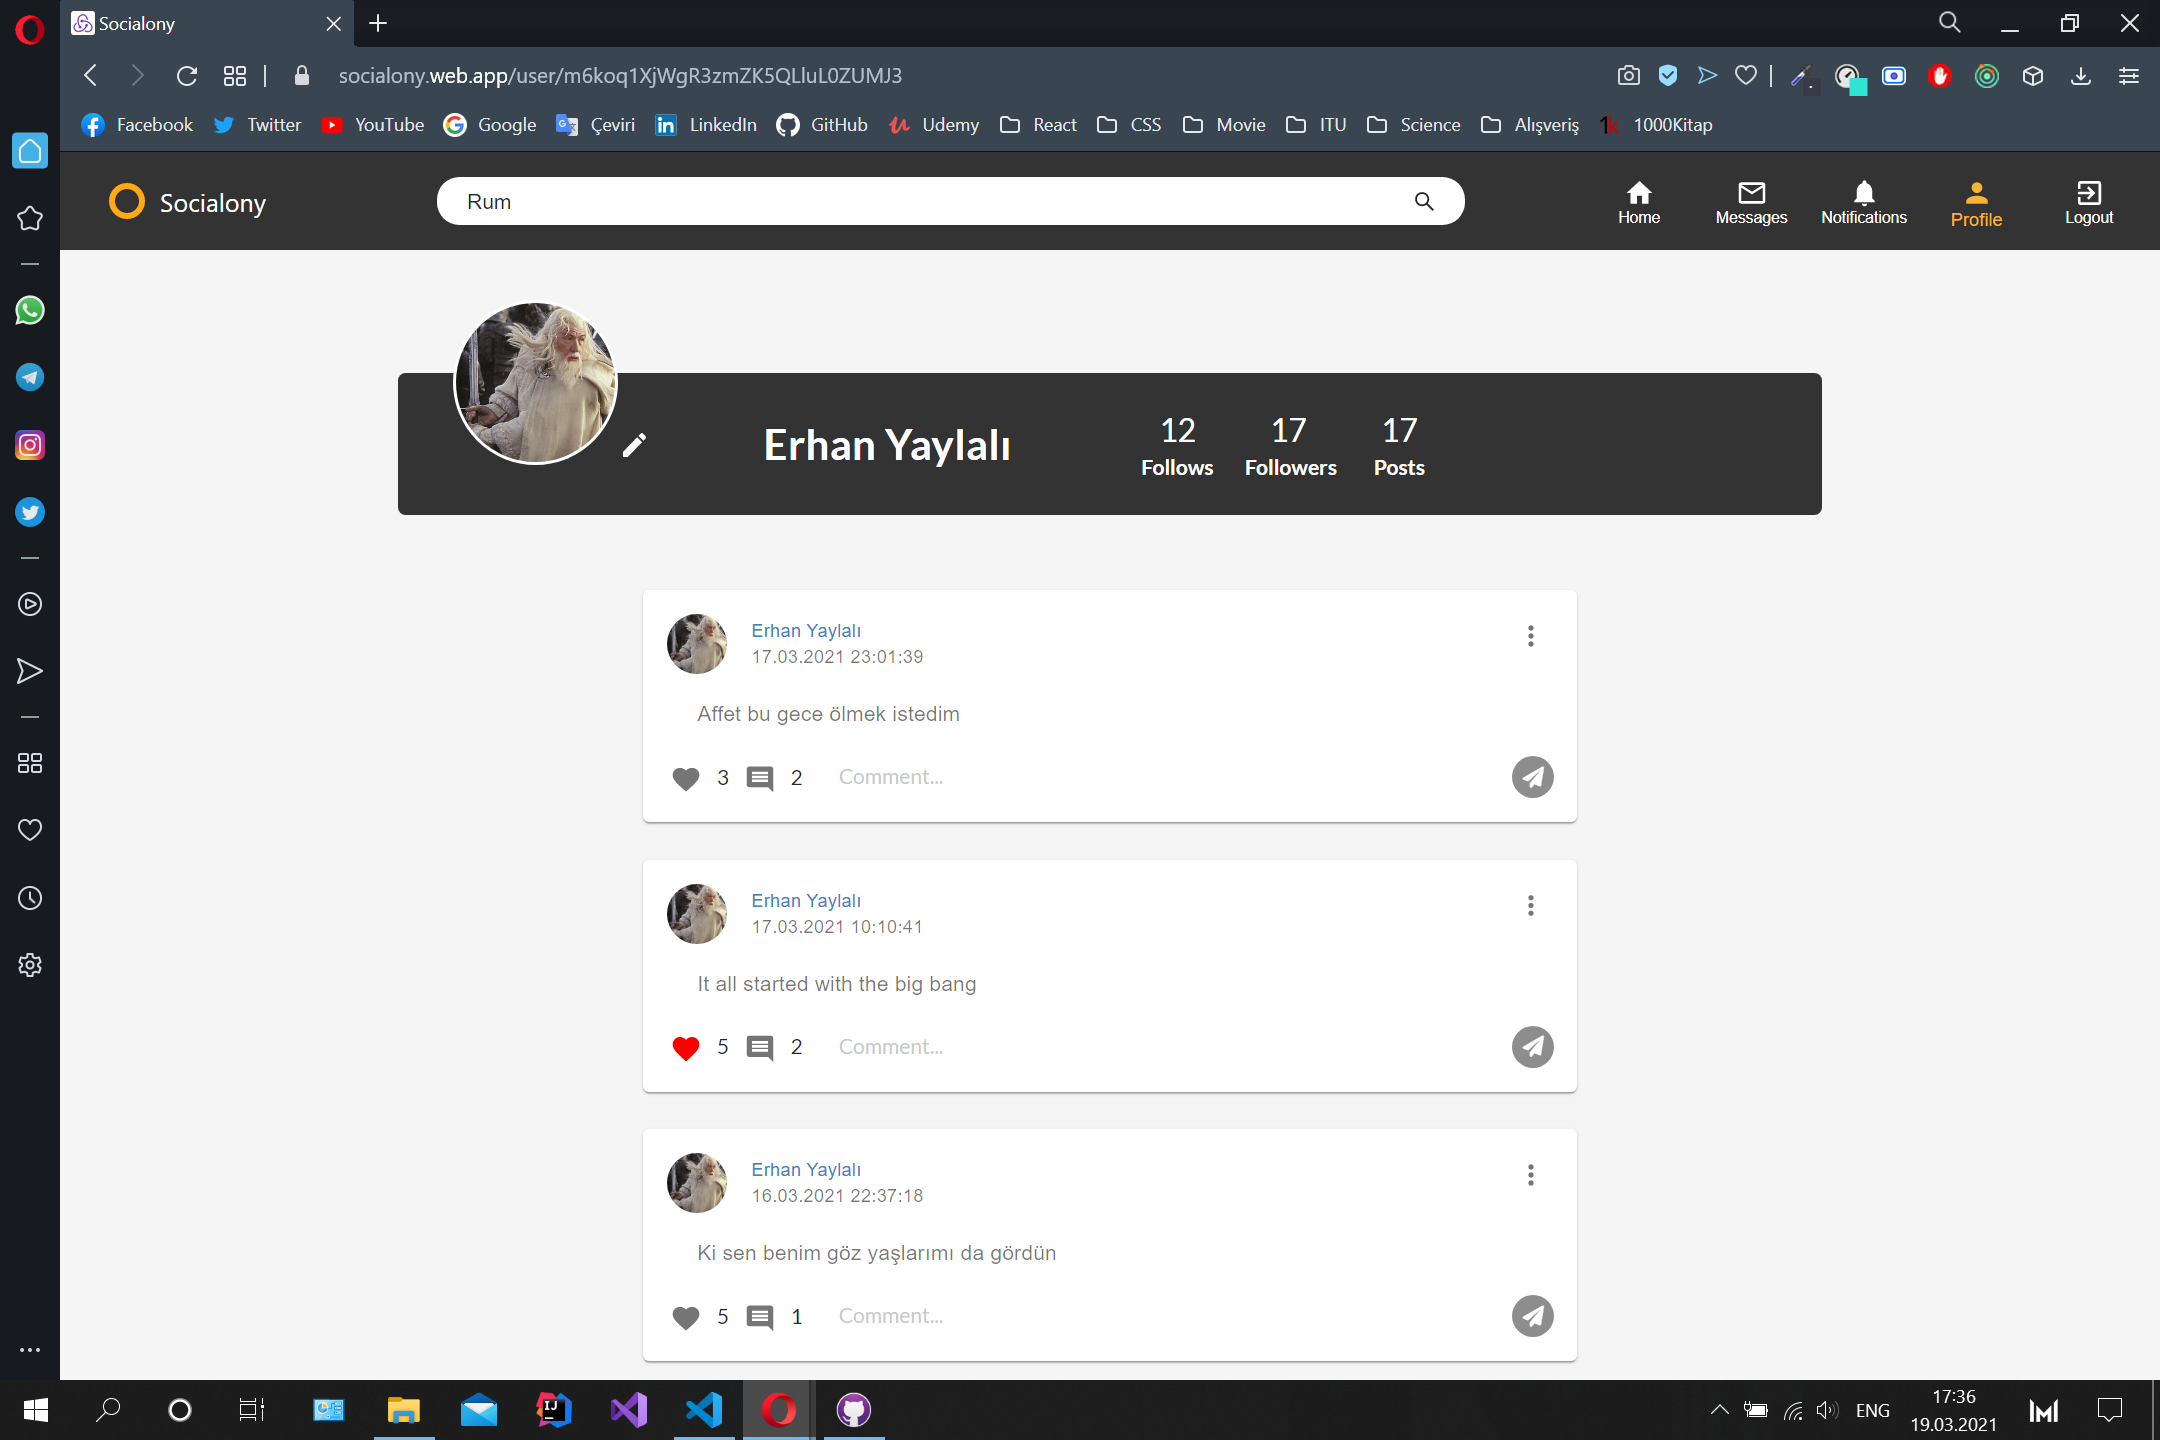 Socialony
socialony.web.app/user/m6koq1XjWgR3zmZK5QLluL0ZUMJ3
Facebook Twitter YouTube Google Çeviri LinkedIn GitHub Udemy React CSS Movie ITU Science Alışveriş 1000Kitap
Socialony
Rum
Home Messages Notifications Profile Logout
Erhan Yaylalı
12 17 17
Follows Followers Posts
Erhan Yaylalı
17.03.2021 23:01:39
Affet bu gece ölmek istedim
3 2 Comment...
Erhan Yaylalı
17.03.2021 10:10:41
It all started with the big bang
5 2 Comment...
Erhan Yaylalı
16.03.2021 22:37:18
Ki sen benim göz yaşlarımı da gördün
5 1 Comment...
ENG
17:36
19.03.2021